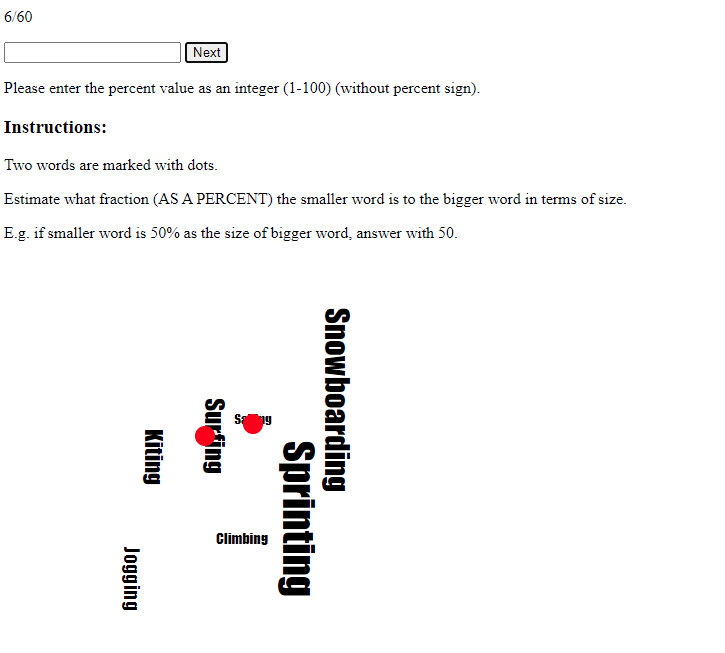 6/60
Next
Please enter the percent value as an integer (1-100) (without percent sign).
Instructions:
Two words are marked with dots.
Estimate what fraction (AS A PERCENT) the smaller word is to the bigger word in terms of size.
E.g. if smaller word is 50% as the size of bigger word, answer with 50.
Snowboarding
Surfing
Kiting
Sprinting
Climbing
Jogging